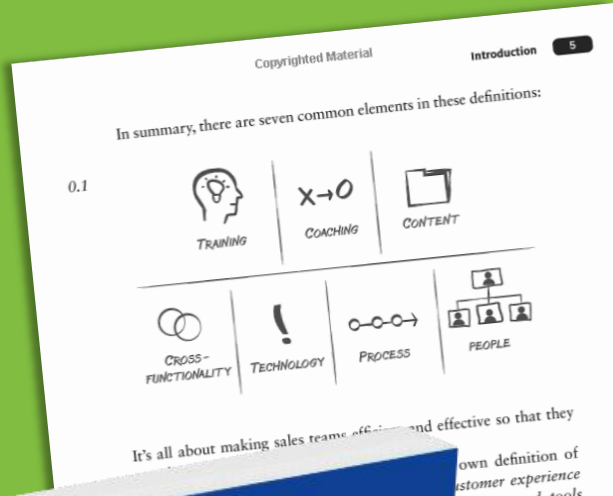 Copyrighted Material
Introduction 5
In summary, there are seven common elements in these definitions:
0.1
TRAINING
X→O
COACHING
CONTENT
CROSS-
FUNCTIONALITY
!
TECHNOLOGY
PROCESS
PEOPLE
It's all about making sales teams efficient and effective so that they
own definition of
customer experience
tools